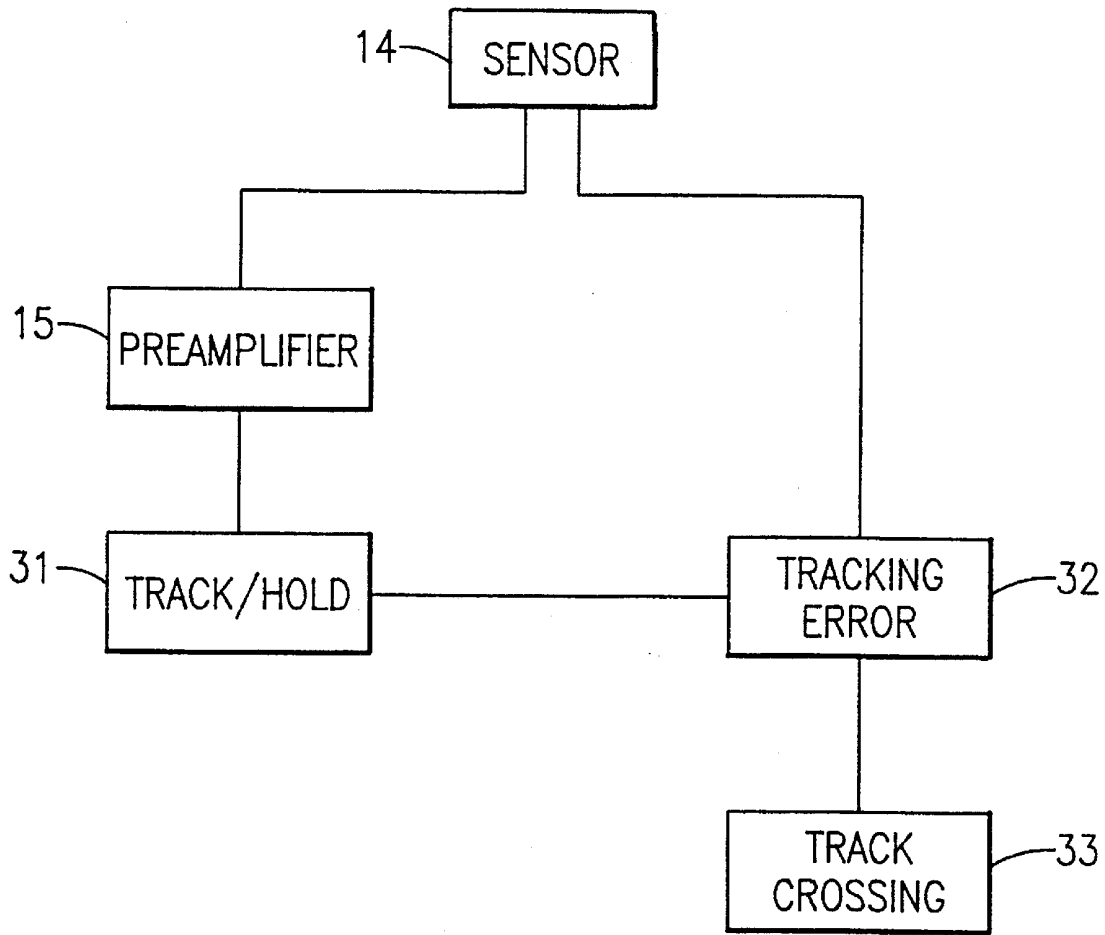 14
SENSOR
15
PREAMPLIFIER
31
TRACK/HOLD
TRACKING
ERROR
32
TRACK
CROSSING
33